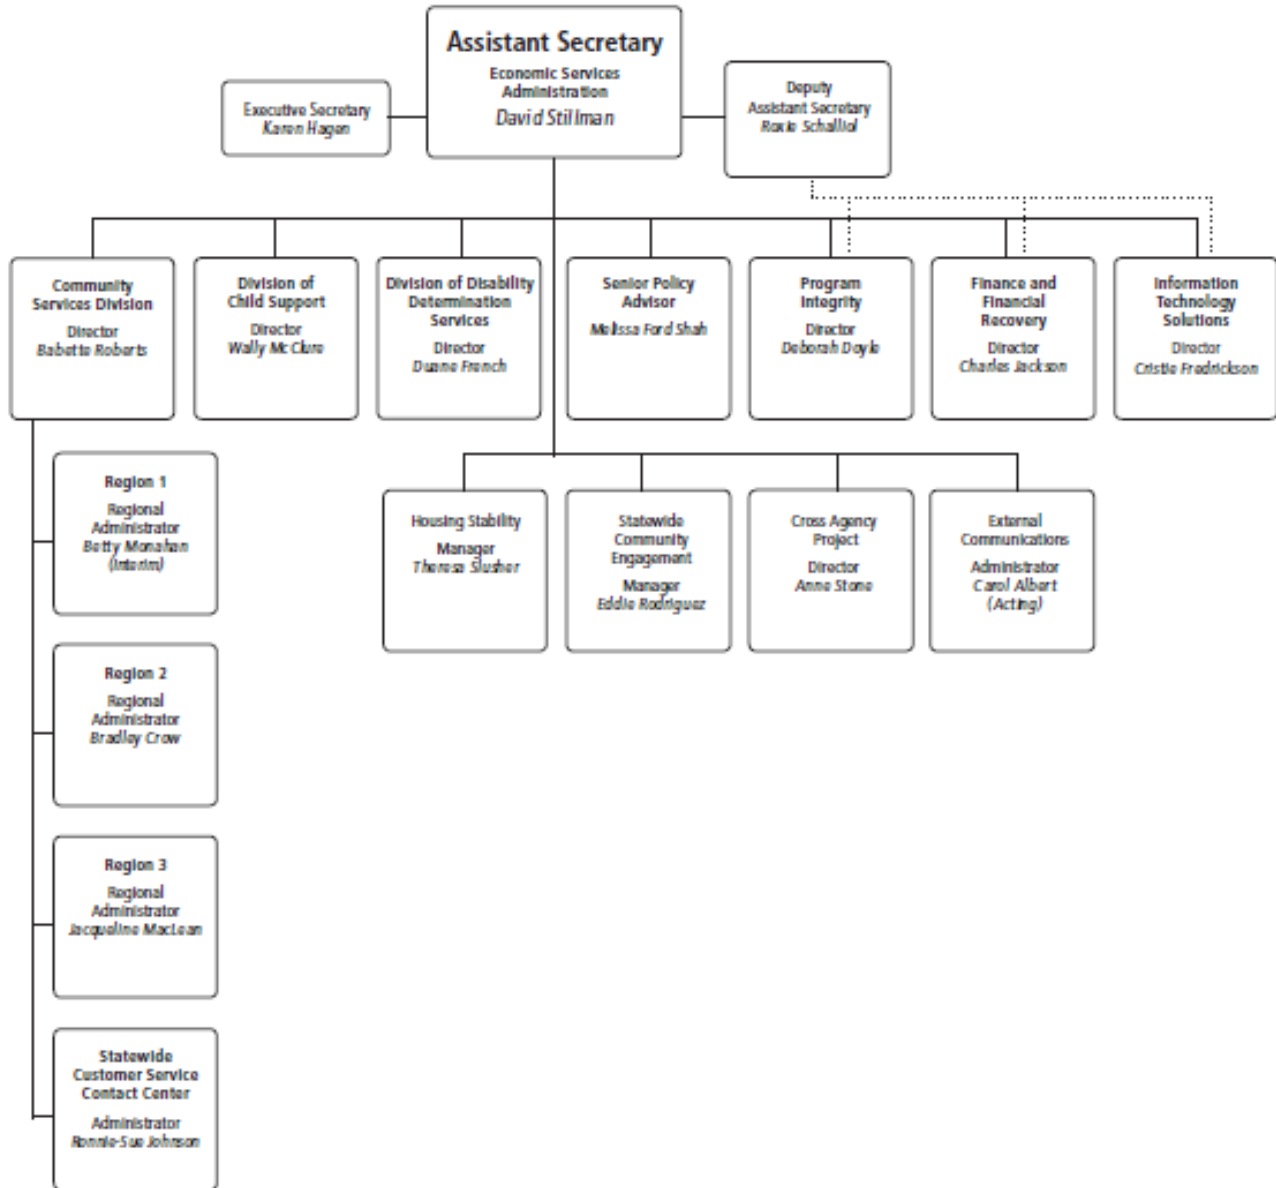 Assistant Secretary
Economic Services
Administration
David Stillman
Executive Secretary
Karen Hagen
Deputy
Assistant Secretary
Roxie Schalliol
Community
Services Division
Director
Babette Roberts
Division of
Child Support
Director
Wally McClure
Division of Disability
Determination
Services
Director
Duane French
Senior Policy
Advisor
Melissa Ford Shah
Program
Integrity
Director
Deborah Doyle
Finance and
Financial
Recovery
Director
Charles Jackson
Information
Technology
Solutions
Director
Cristie Fredrickson
Region 1
Regional
Administrator
Betty Monahan
(Interim)
Housing Stability
Manager
Theresa Slusher
Statewide
Community
Engagement
Manager
Eddie Rodriguez
Cross Agency
Project
Director
Anne Stone
External
Communications
Administrator
Carol Albert
(Acting)
Region 2
Regional
Administrator
Bradley Crow
Region 3
Regional
Administrator
Jacqueline MacLean
Statewide
Customer Service
Contact Center
Administrator
Ronnie-Sue Johnson